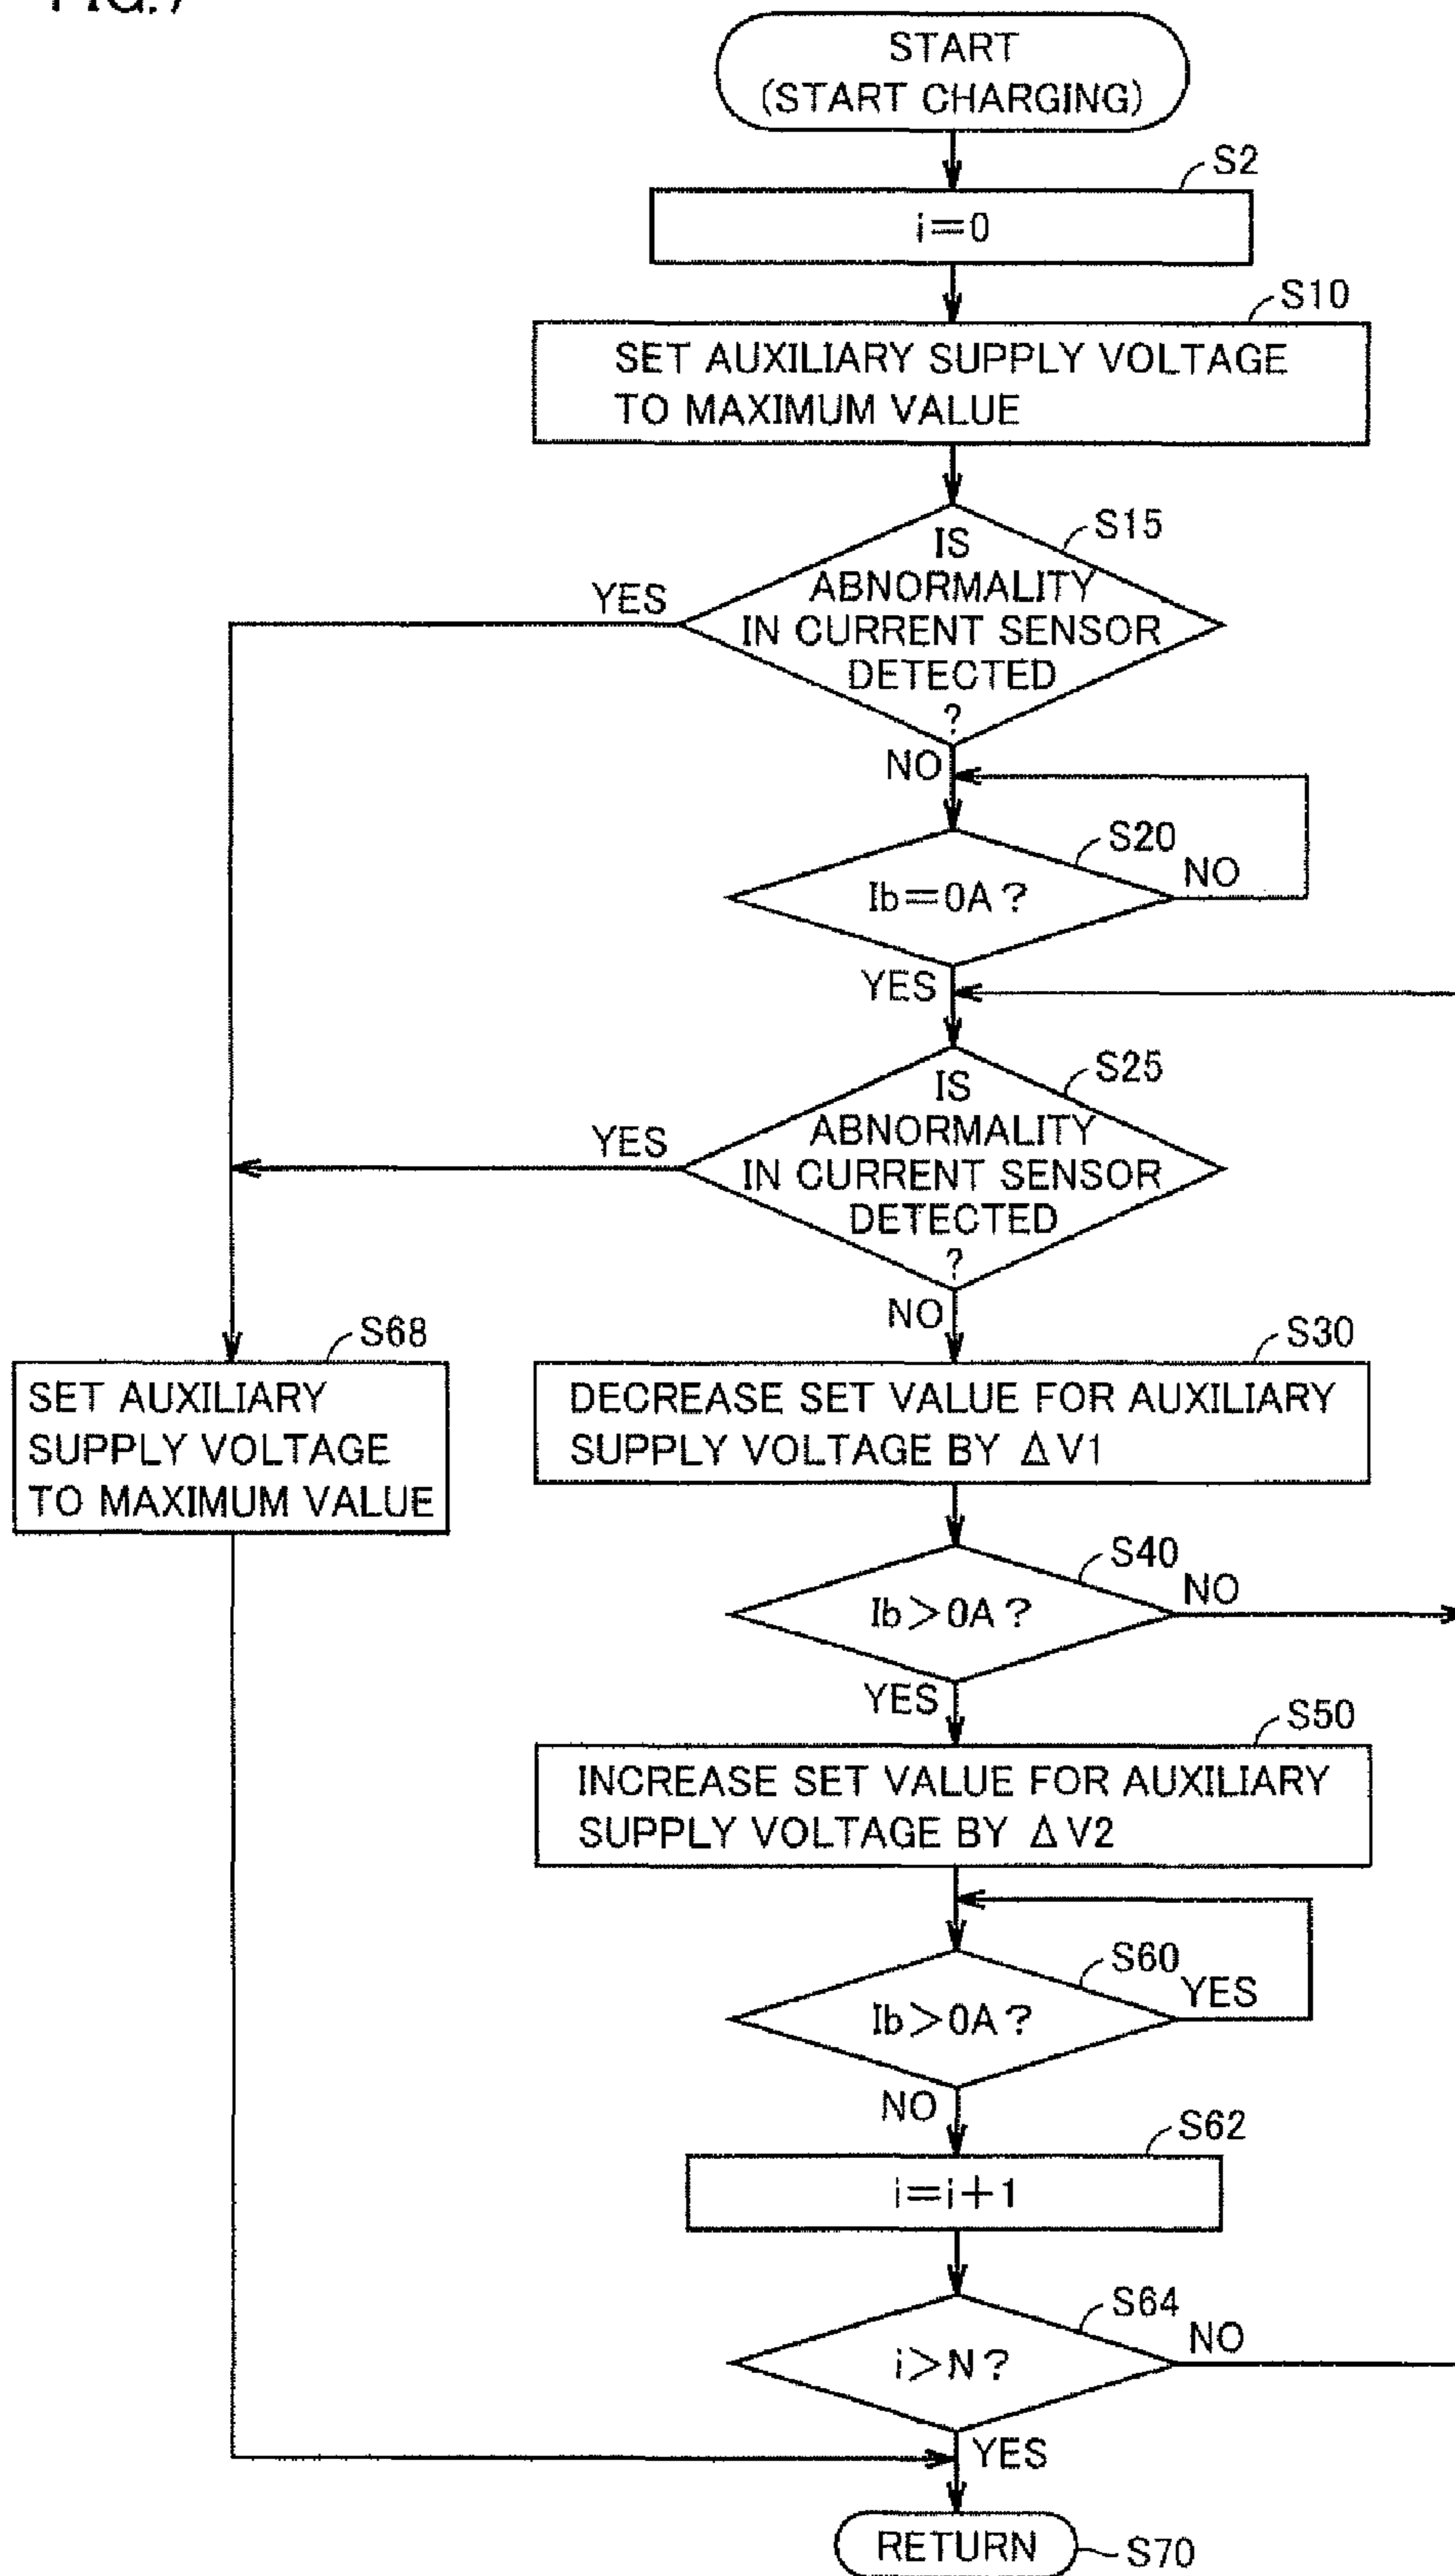 FIG.7
START
(START CHARGING)
S2
i=0
S10
SET AUXILIARY SUPPLY VOLTAGE
TO MAXIMUM VALUE
S15
IS
ABNORMALITY
IN CURRENT SENSOR
DETECTED
?
YES
NO
S20
Ib=0A?
NO
YES
S25
IS
ABNORMALITY
IN CURRENT SENSOR
DETECTED
?
YES
NO
S68
SET AUXILIARY
SUPPLY VOLTAGE
TO MAXIMUM VALUE
S30
DECREASE SET VALUE FOR AUXILIARY
SUPPLY VOLTAGE BY ΔV1
S40
Ib>0A?
NO
YES
S50
INCREASE SET VALUE FOR AUXILIARY
SUPPLY VOLTAGE BY ΔV2
S60
Ib>0A?
YES
NO
S62
i=i+1
S64
i>N?
NO
YES
RETURN
S70